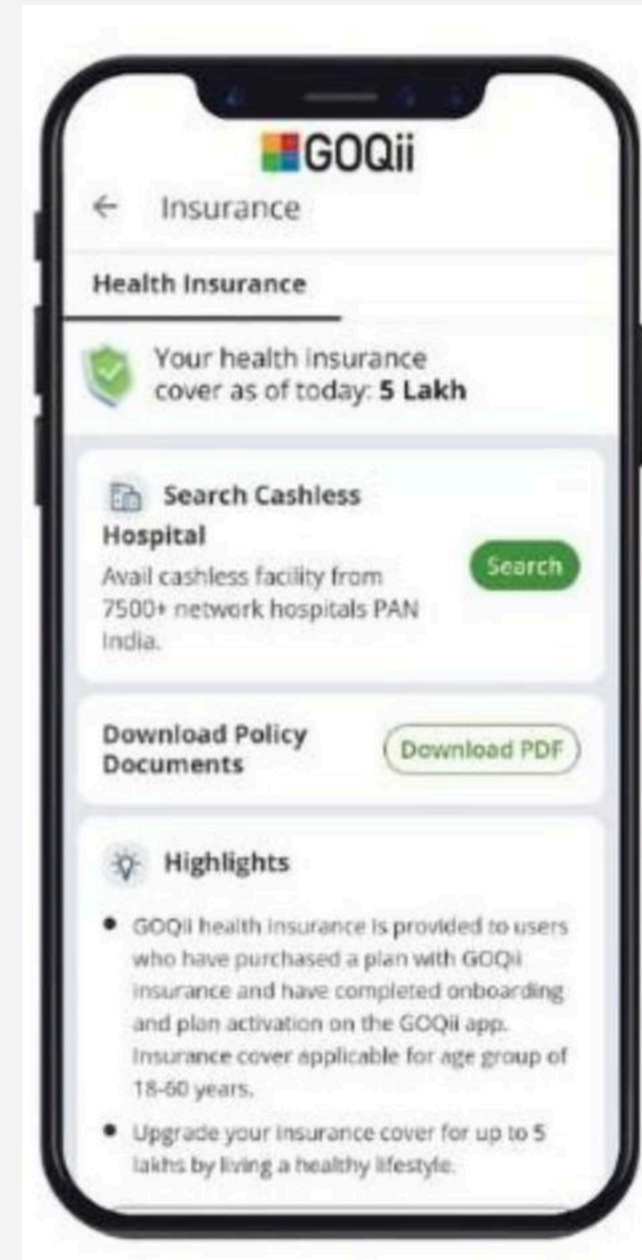 GOQii
Insurance
Health Insurance
Your health insurance
cover as of today: 5 Lakh
Search Cashless
Hospital
Avail cashless facility from
7500+ network hospitals PAN
India.
Search
Download Policy
Documents
Download PDF
Highlights
GOQii health insurance is provided to users
who have purchased a plan with GOQii
insurance and have completed onboarding
and plan activation on the GOQii app.
Insurance cover applicable for age group of
18-60 years.
Upgrade your insurance cover for up to 5
lakhs by living a healthy lifestyle.